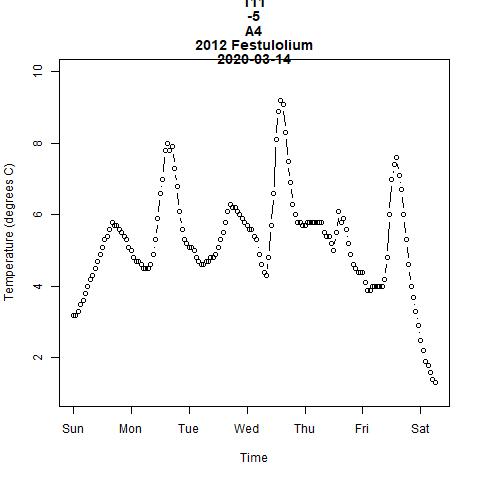 T11
-5
A4
2012 Festulolium
2020-03-14
Temperature (degrees C)
10
8
6
4
2
Sun Mon Tue Wed Thu Fri Sat
Time